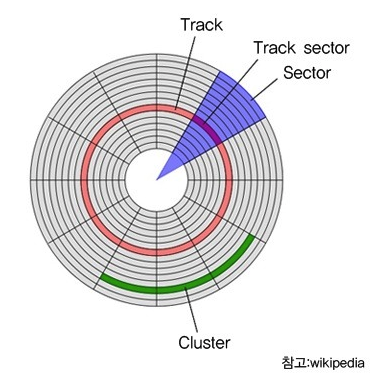 Track
Track sector
Sector
Cluster
참고:wikipedia